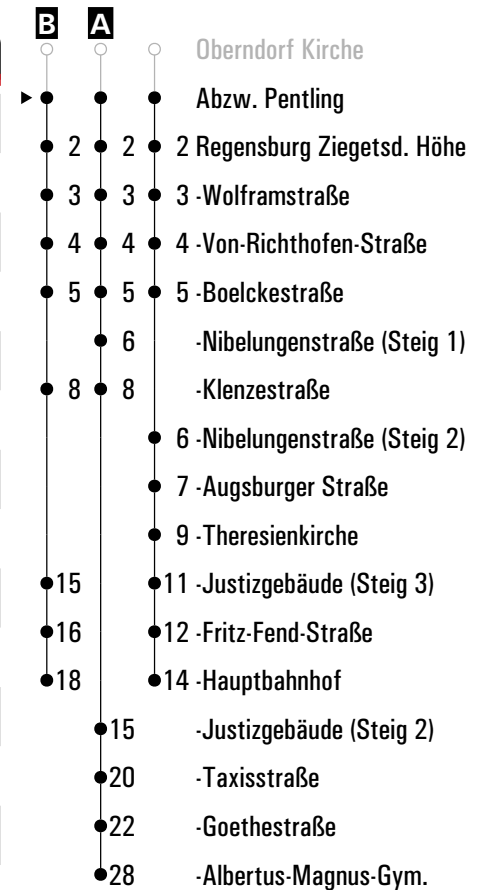 B A
Oberndorf Kirche
Abzw. Pentling
2 2 2 Regensburg Ziegetsd. Höhe
3 3 3 -Wolframstraße
4 4 4 -Von-Richthofen-Straße
5 5 5 -Boelckestraße
6 -Nibelungenstraße (Steig 1)
8 8 -Klenzestraße
6 -Nibelungenstraße (Steig 2)
7 -Augsburger Straße
9 -Theresienkirche
15 11 -Justizgebäude (Steig 3)
16 12 -Fritz-Fend-Straße
18 14 -Hauptbahnhof
15 -Justizgebäude (Steig 2)
20 -Taxisstraße
22 -Goethestraße
28 -Albertus-Magnus-Gym.